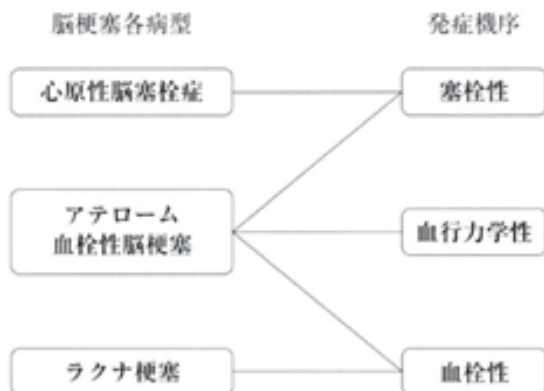 脳梗塞各病型
発症機序
心原性脳塞栓症
塞栓性
アテローム
血栓性脳梗塞
血行力学性
ラクナ梗塞
血栓性